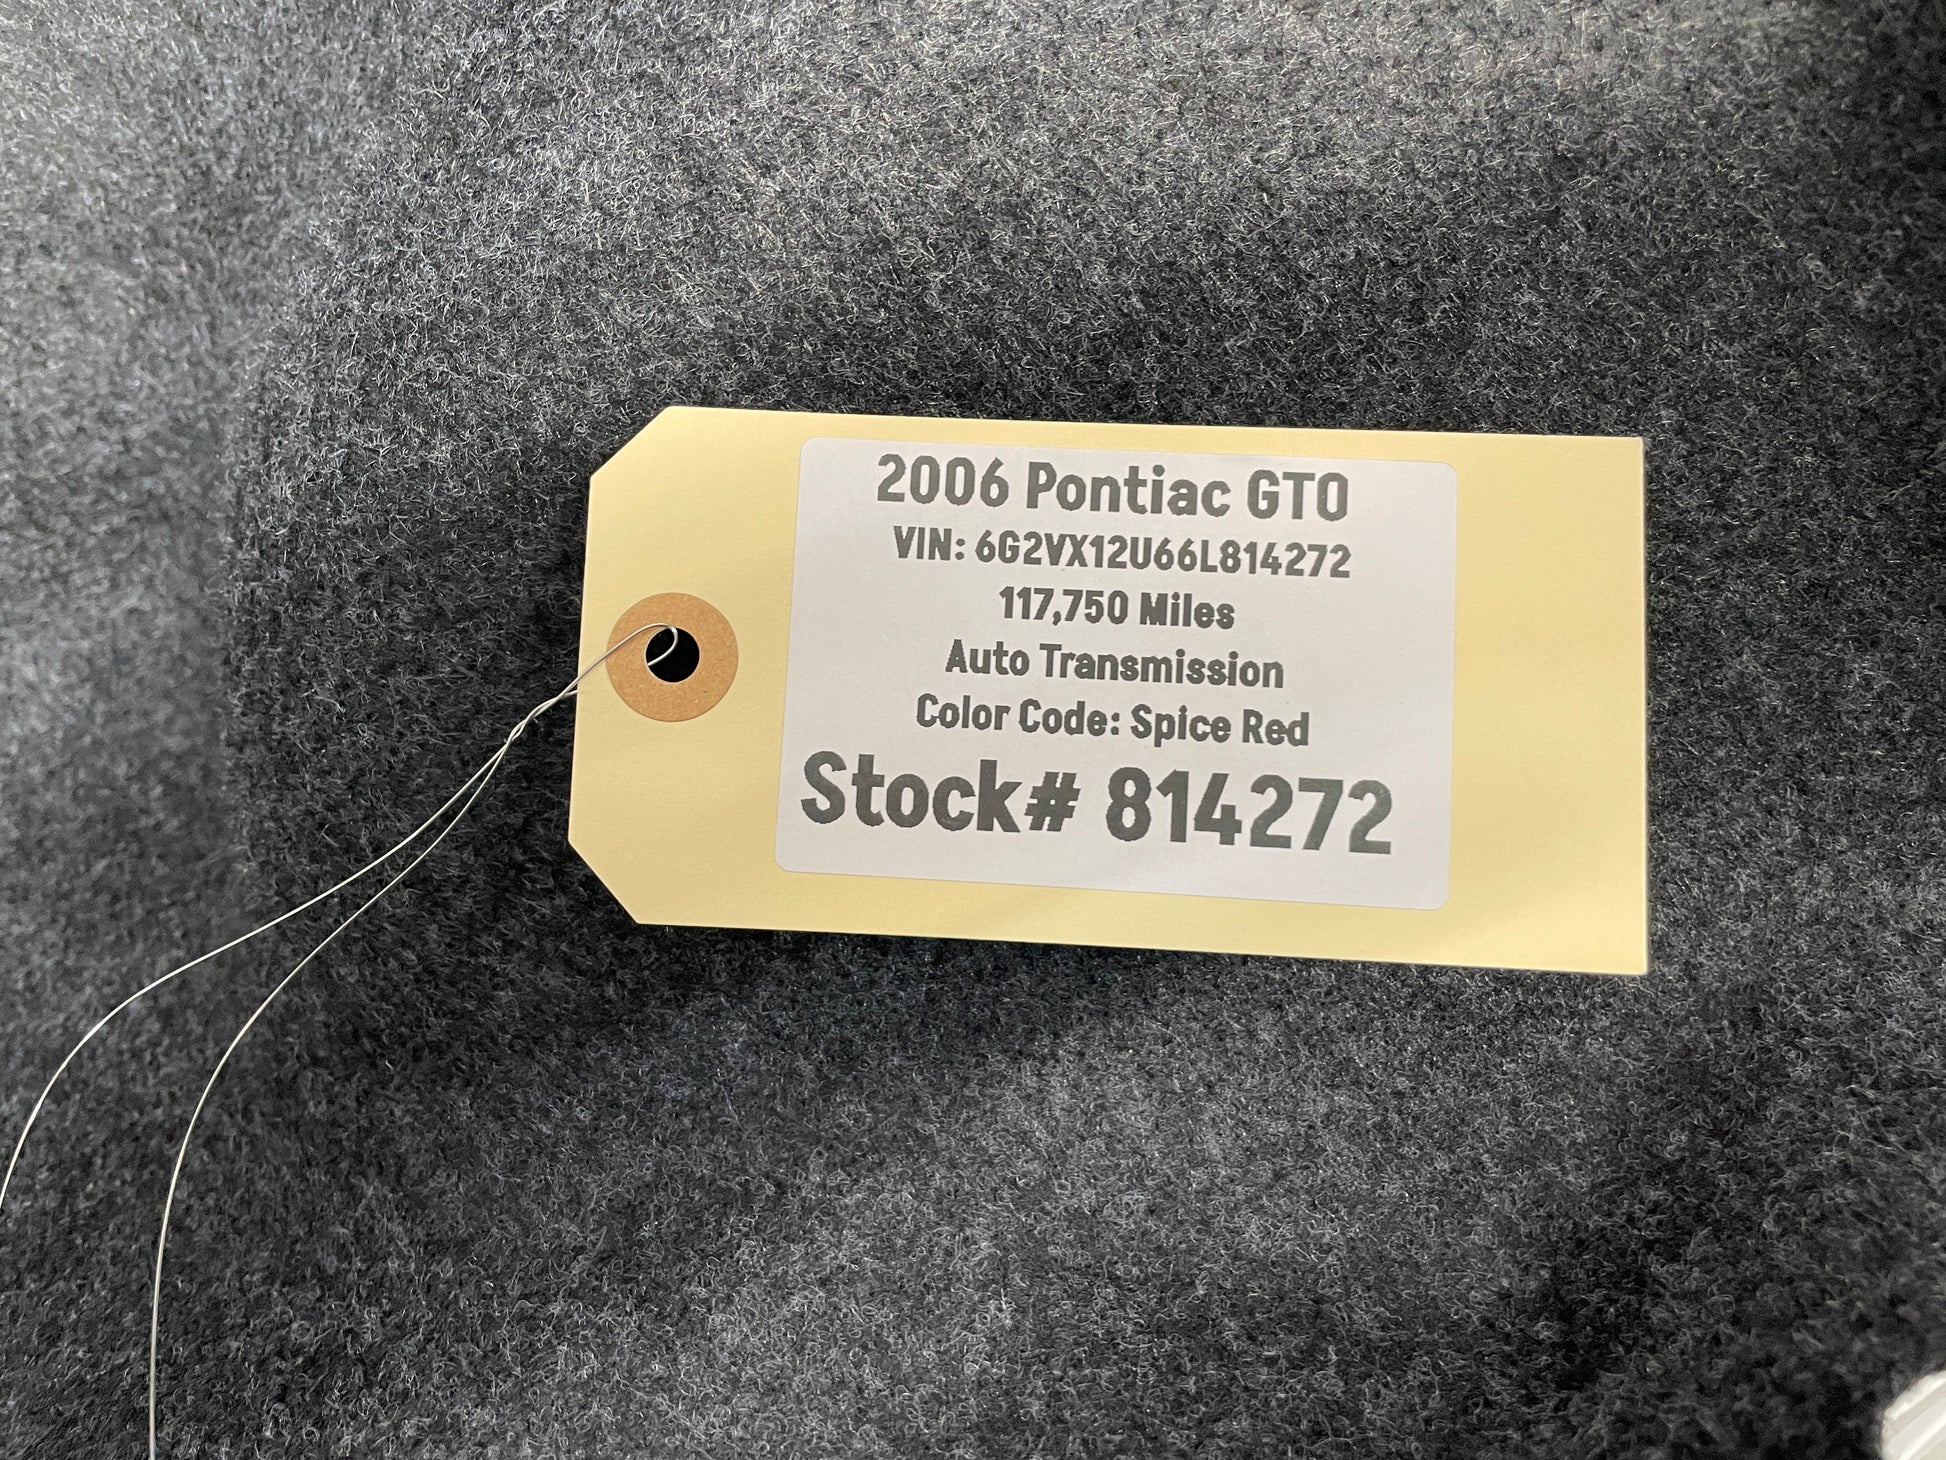 2006 Pontiac GTO
VIN: 6G2VX12U66L814272
117,750 Miles
Auto Transmission
Color Code: Spice Red
Stock# 814272